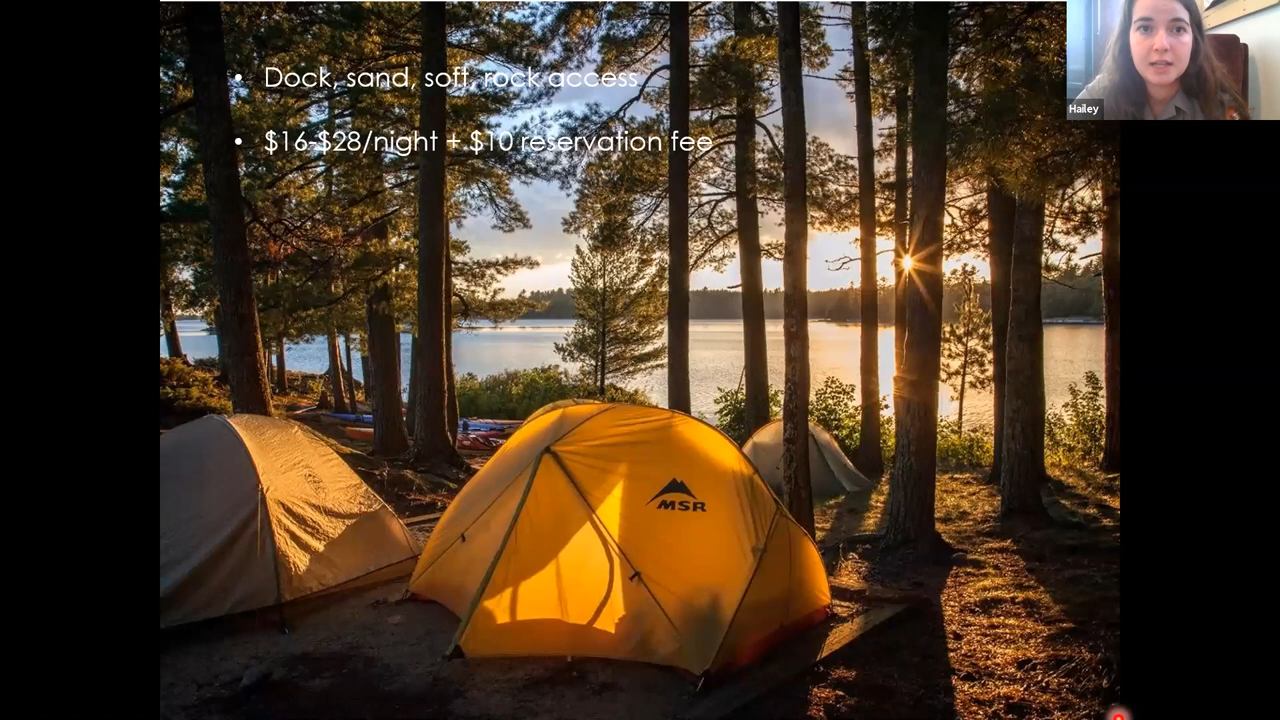 • Dock, sand, soft, rock access
• $16-$28/night + $10 reservation fee
Hailey
MSR